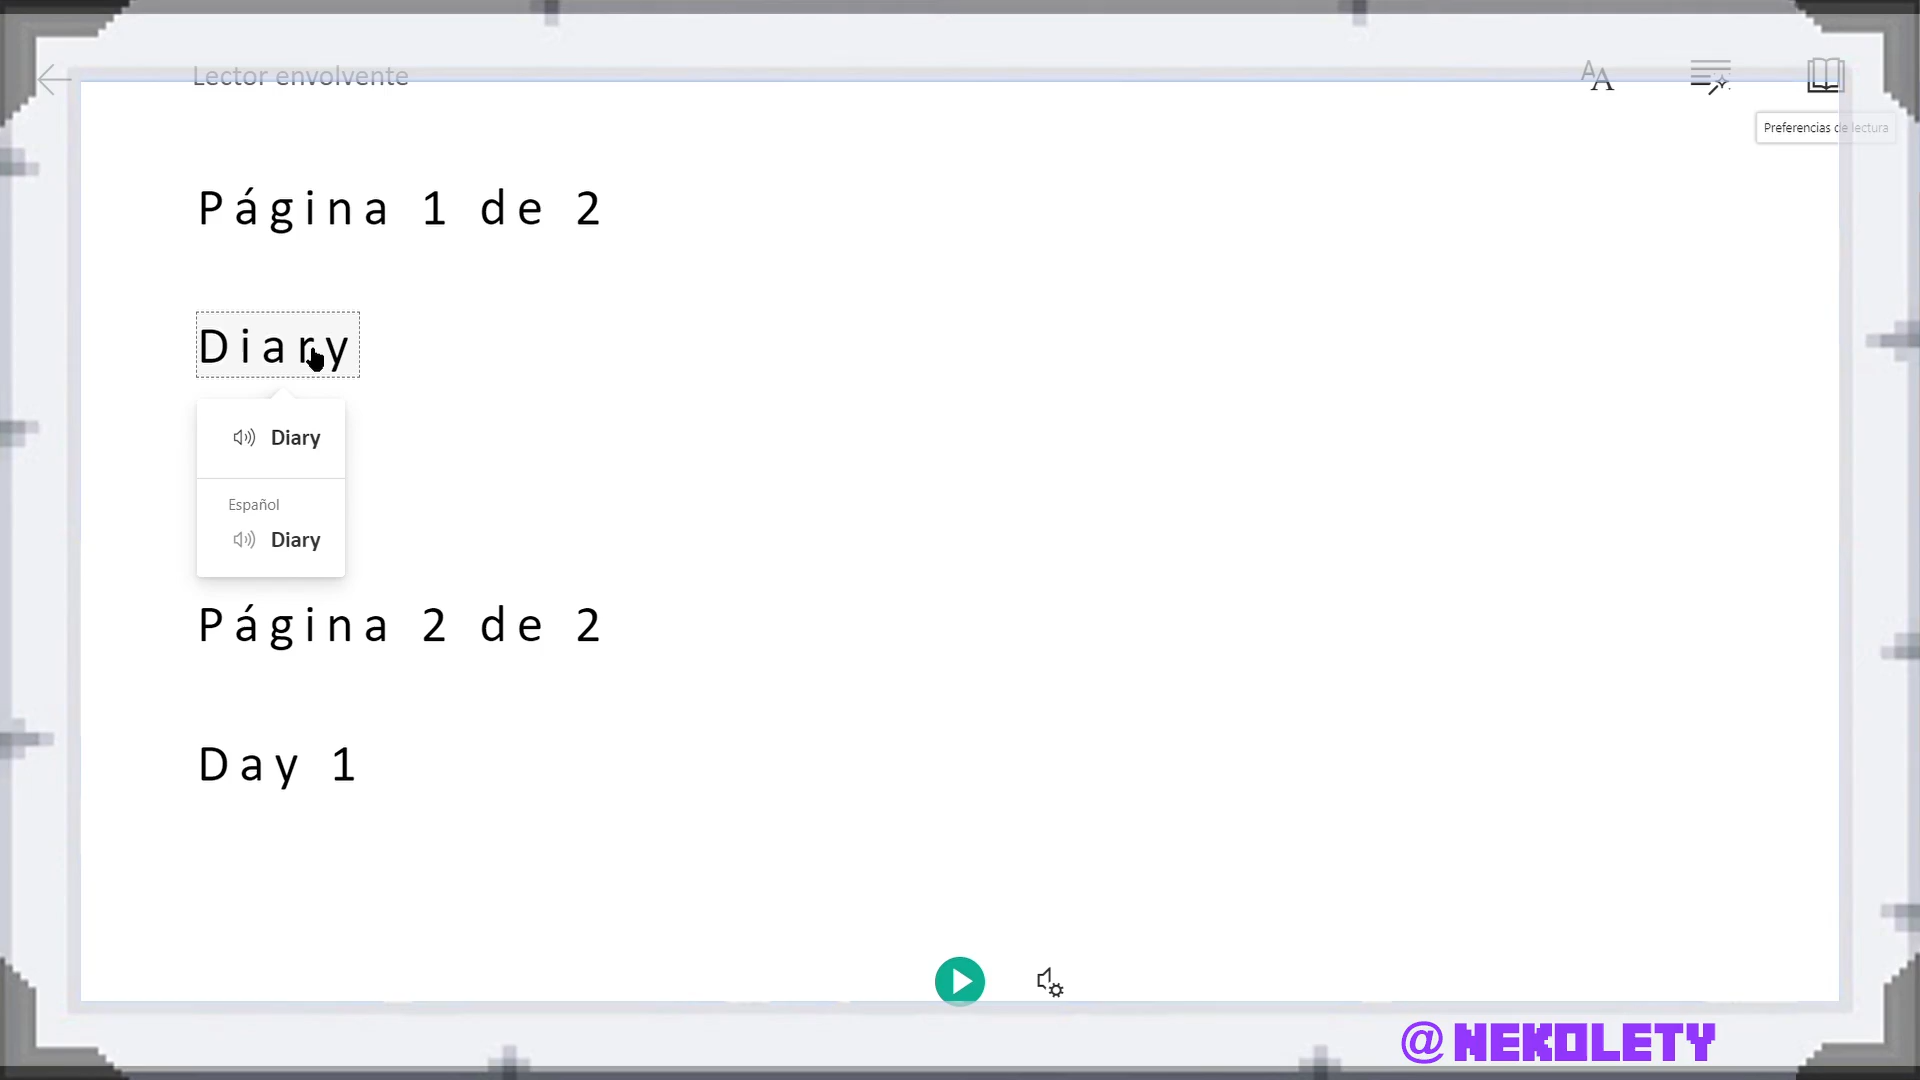 Lector envolvente
Preferencias de lectura
Página 1 de 2
Diary
Diary
Español
Diary
Página 2 de 2
Day 1
@NEKOLETY